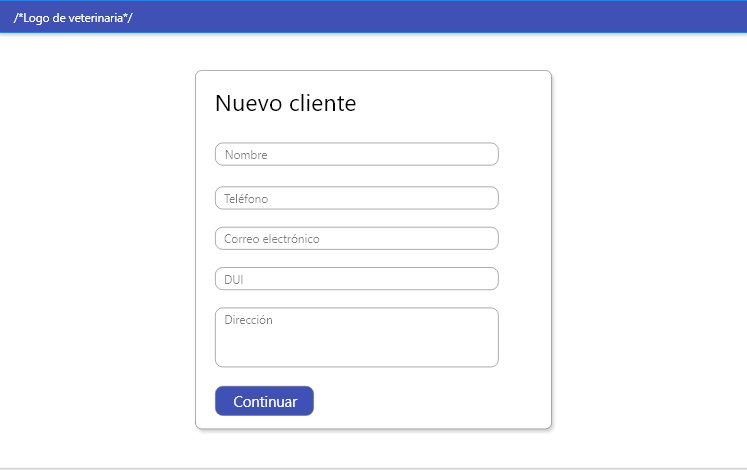 /*Logo de veterinaria*/
Nuevo cliente
Nombre
Teléfono
Correo electrónico
DUI
Dirección
Continuar